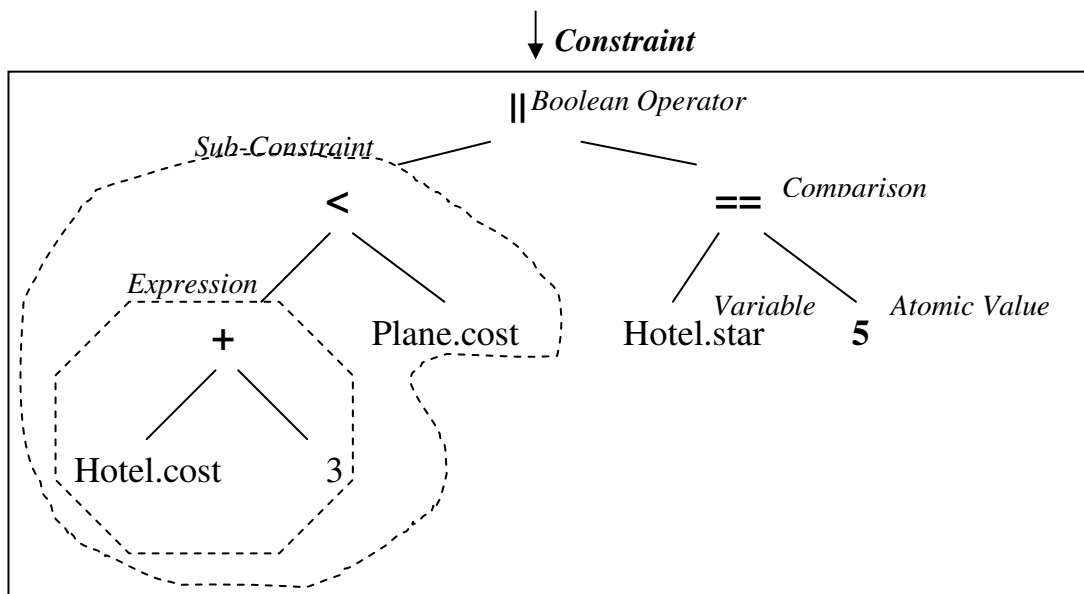 Constraint
|| Boolean Operator
Sub-Constraint
< == Comparison
Expression
Variable Atomic Value
+ Plane.cost Hotel.star 5
Hotel.cost 3